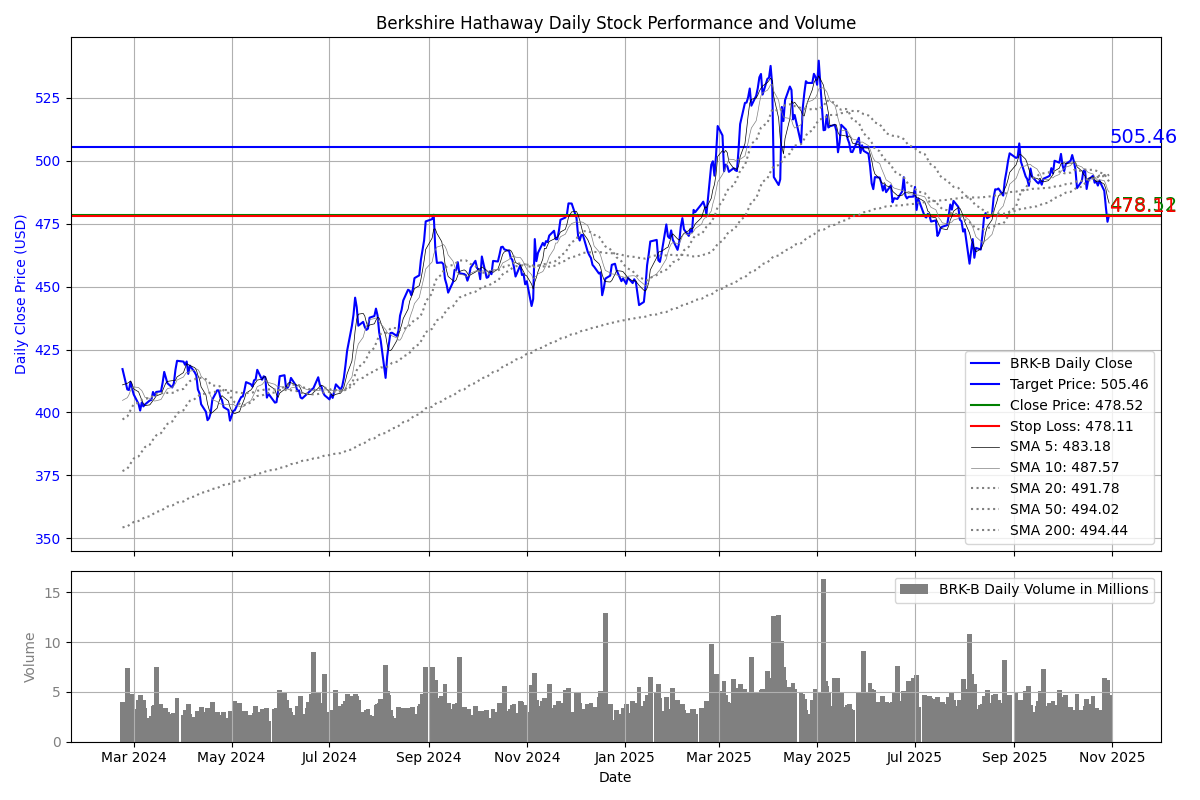 Berkshire Hathaway Daily Stock Performance and Volume
Daily Close Price (USD)
525
500
475
450
425
400
375
350
505.46
478.52
478.11
BRK-B Daily Close
Target Price: 505.46
Close Price: 478.52
Stop Loss: 478.11
SMA 5: 483.18
SMA 10: 487.57
SMA 20: 491.78
SMA 50: 494.02
SMA 200: 494.44
Volume
15
10
5
0
BRK-B Daily Volume in Millions
Mar 2024 May 2024 Jul 2024 Sep 2024 Nov 2024 Jan 2025 Mar 2025 May 2025 Jul 2025 Sep 2025 Nov 2025
Date